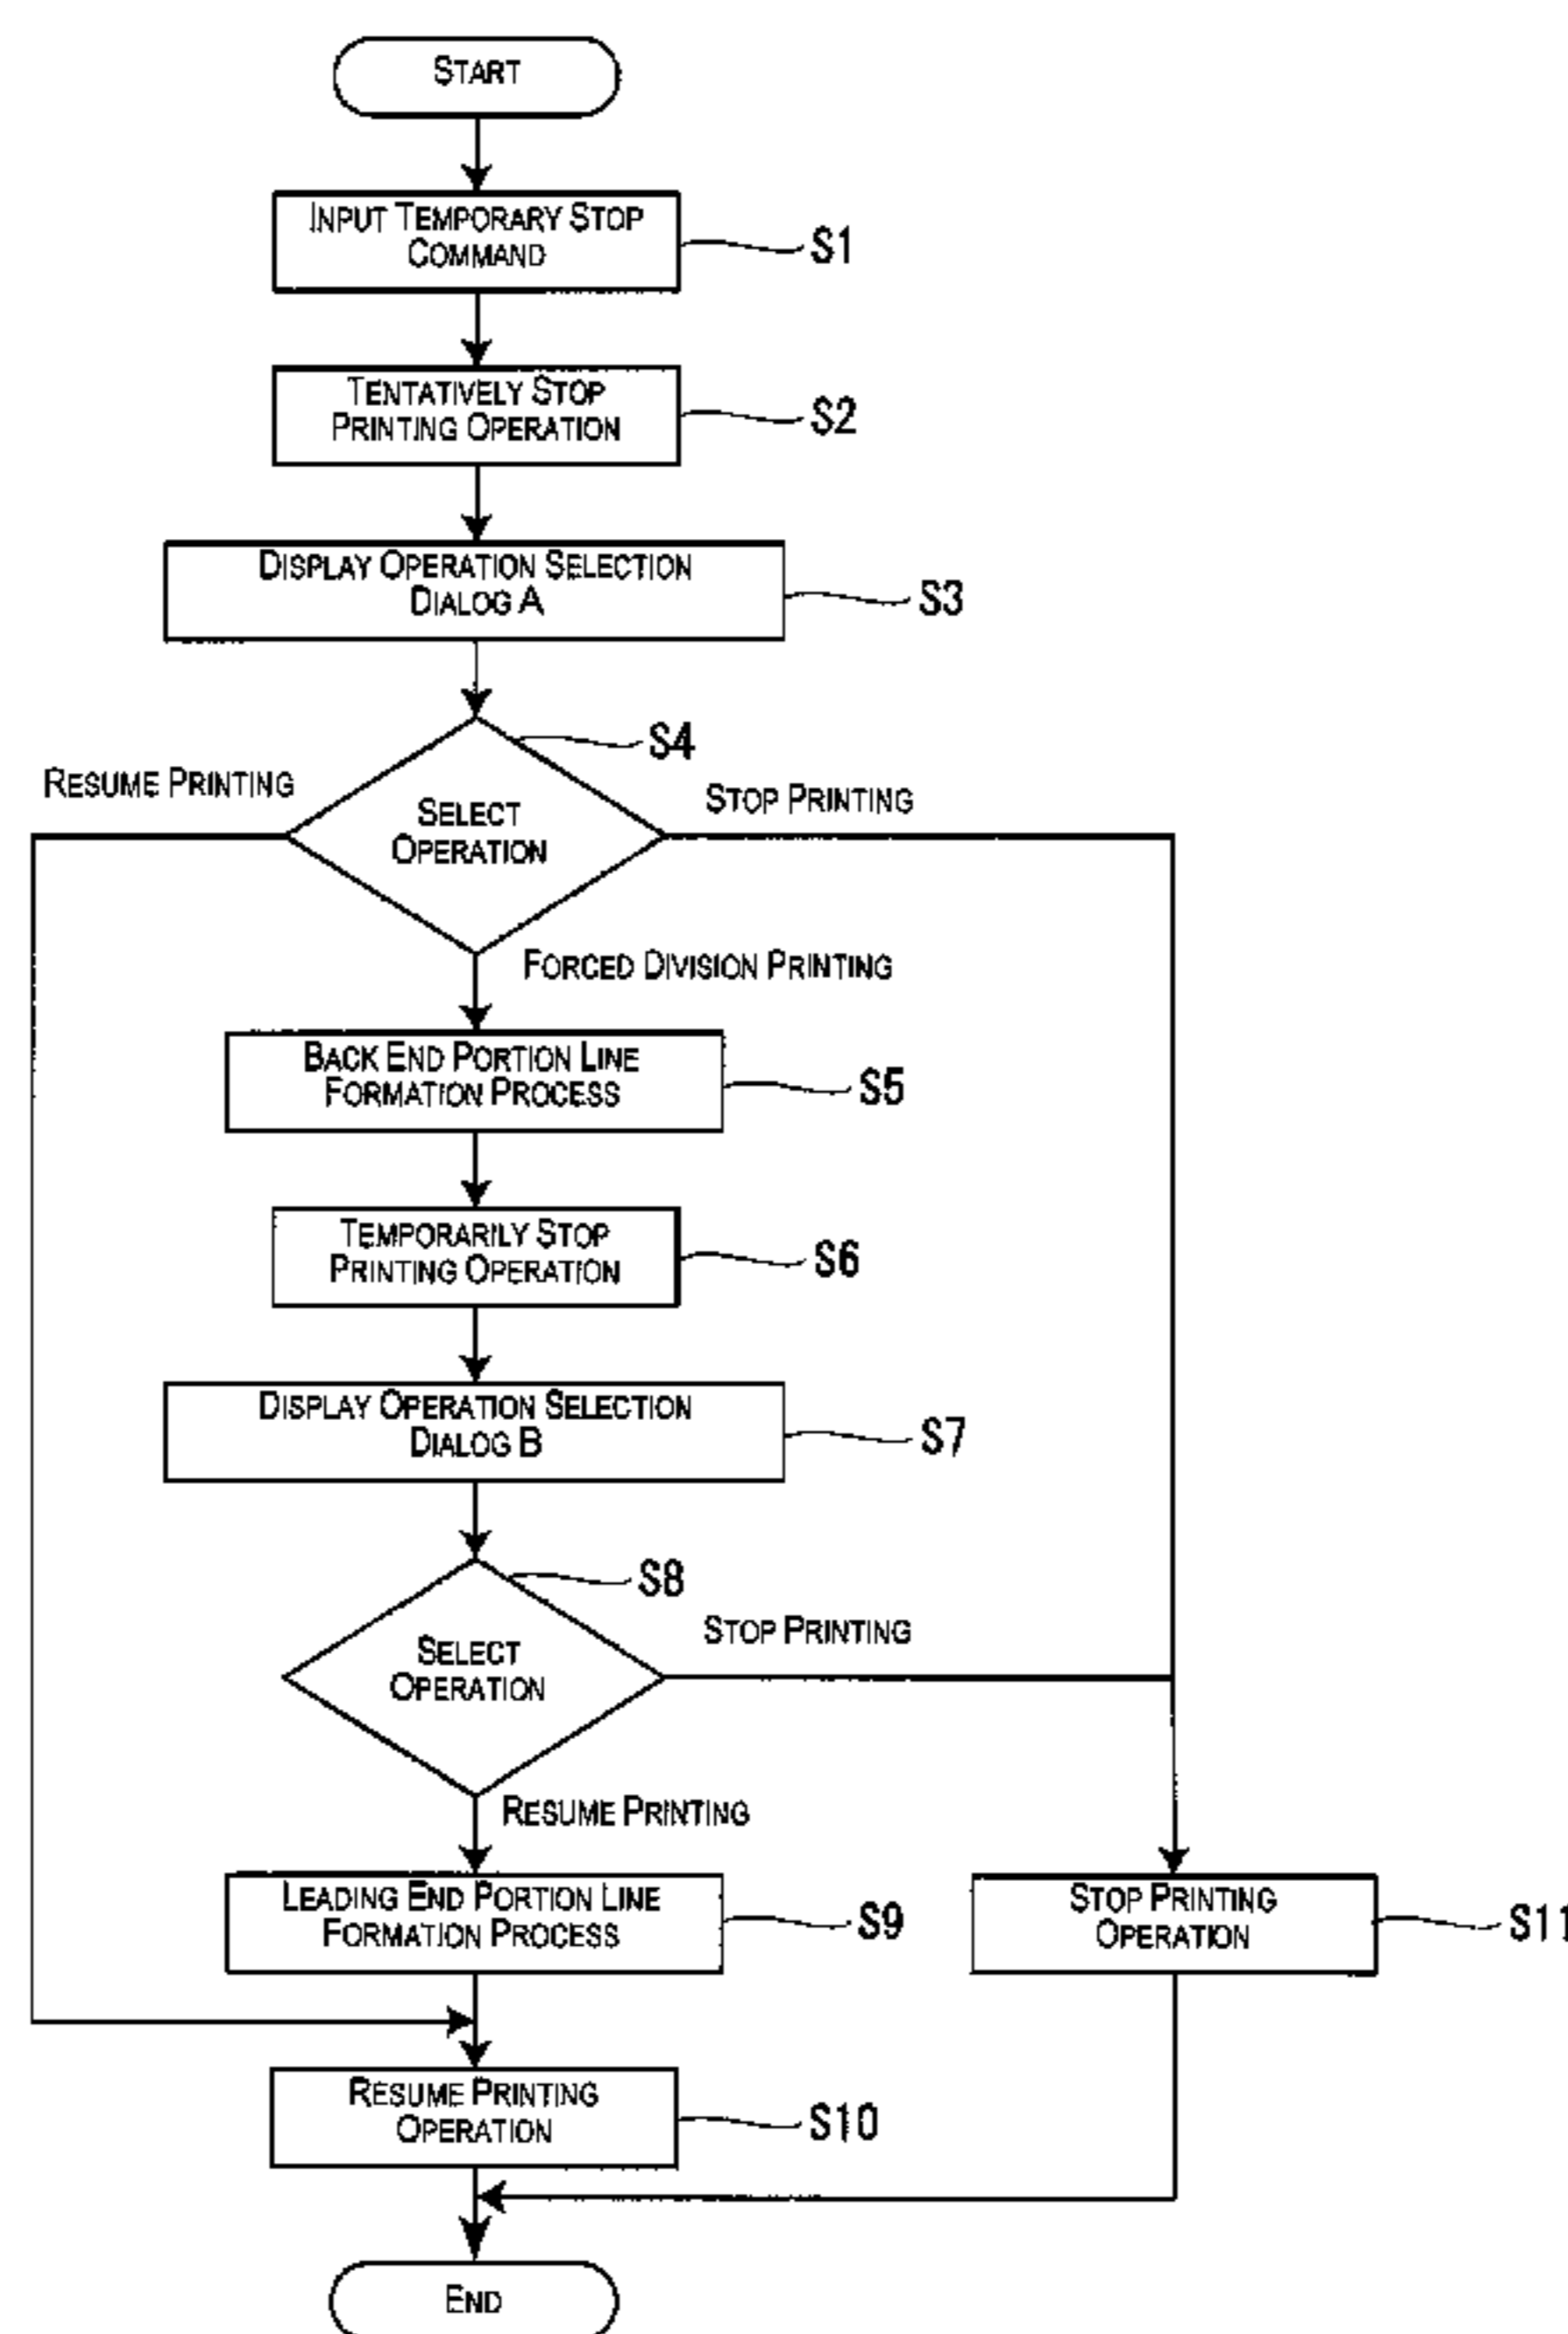 START
INPUT TEMPORARY STOP
COMMAND
S1
TENTATIVELY STOP
PRINTING OPERATION
S2
DISPLAY OPERATION SELECTION
DIALOG A
S3
S4
RESUME PRINTING
STOP PRINTING
SELECT
OPERATION
FORCED DIVISION PRINTING
BACK END PORTION LINE
FORMATION PROCESS
S5
TEMPORARILY STOP
PRINTING OPERATION
S6
DISPLAY OPERATION SELECTION
DIALOG B
S7
S8
STOP PRINTING
SELECT
OPERATION
RESUME PRINTING
LEADING END PORTION LINE
FORMATION PROCESS
S9
STOP PRINTING
OPERATION
S11
RESUME PRINTING
OPERATION
S10
END